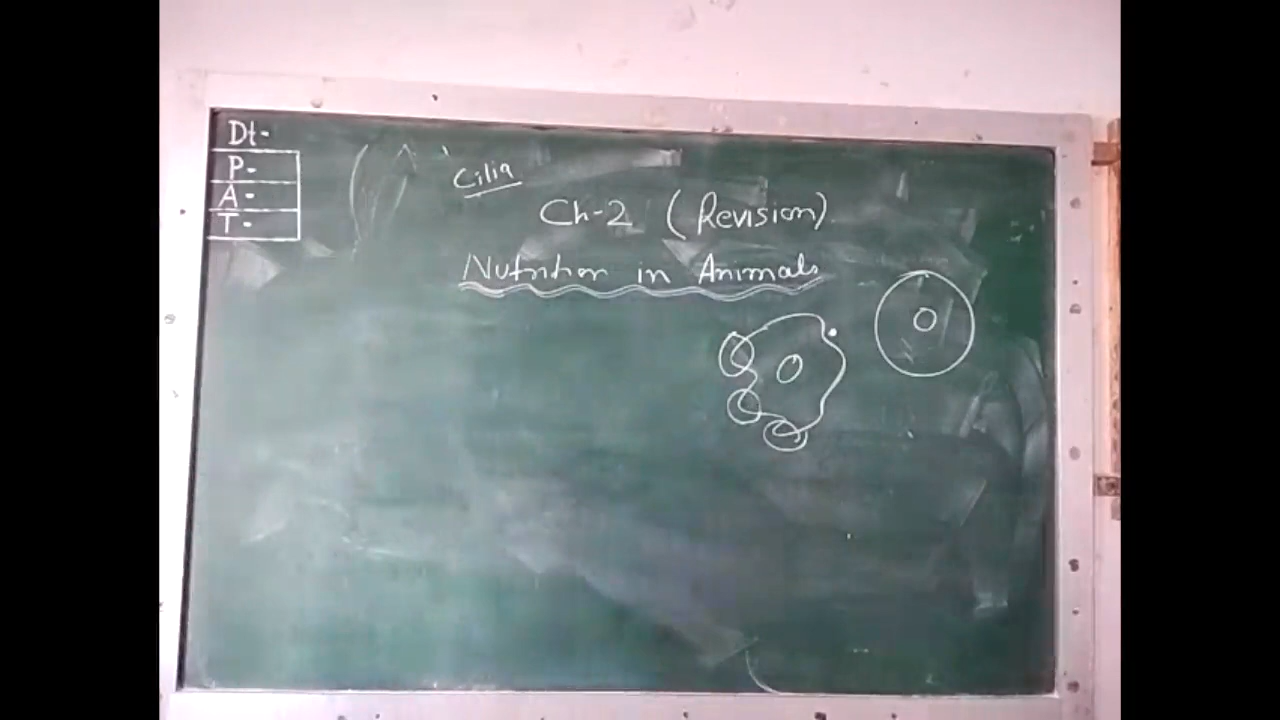 Dt-
P-
A-
T-
Cilia
Ch-2 (Revision)
Nutrition in Animals